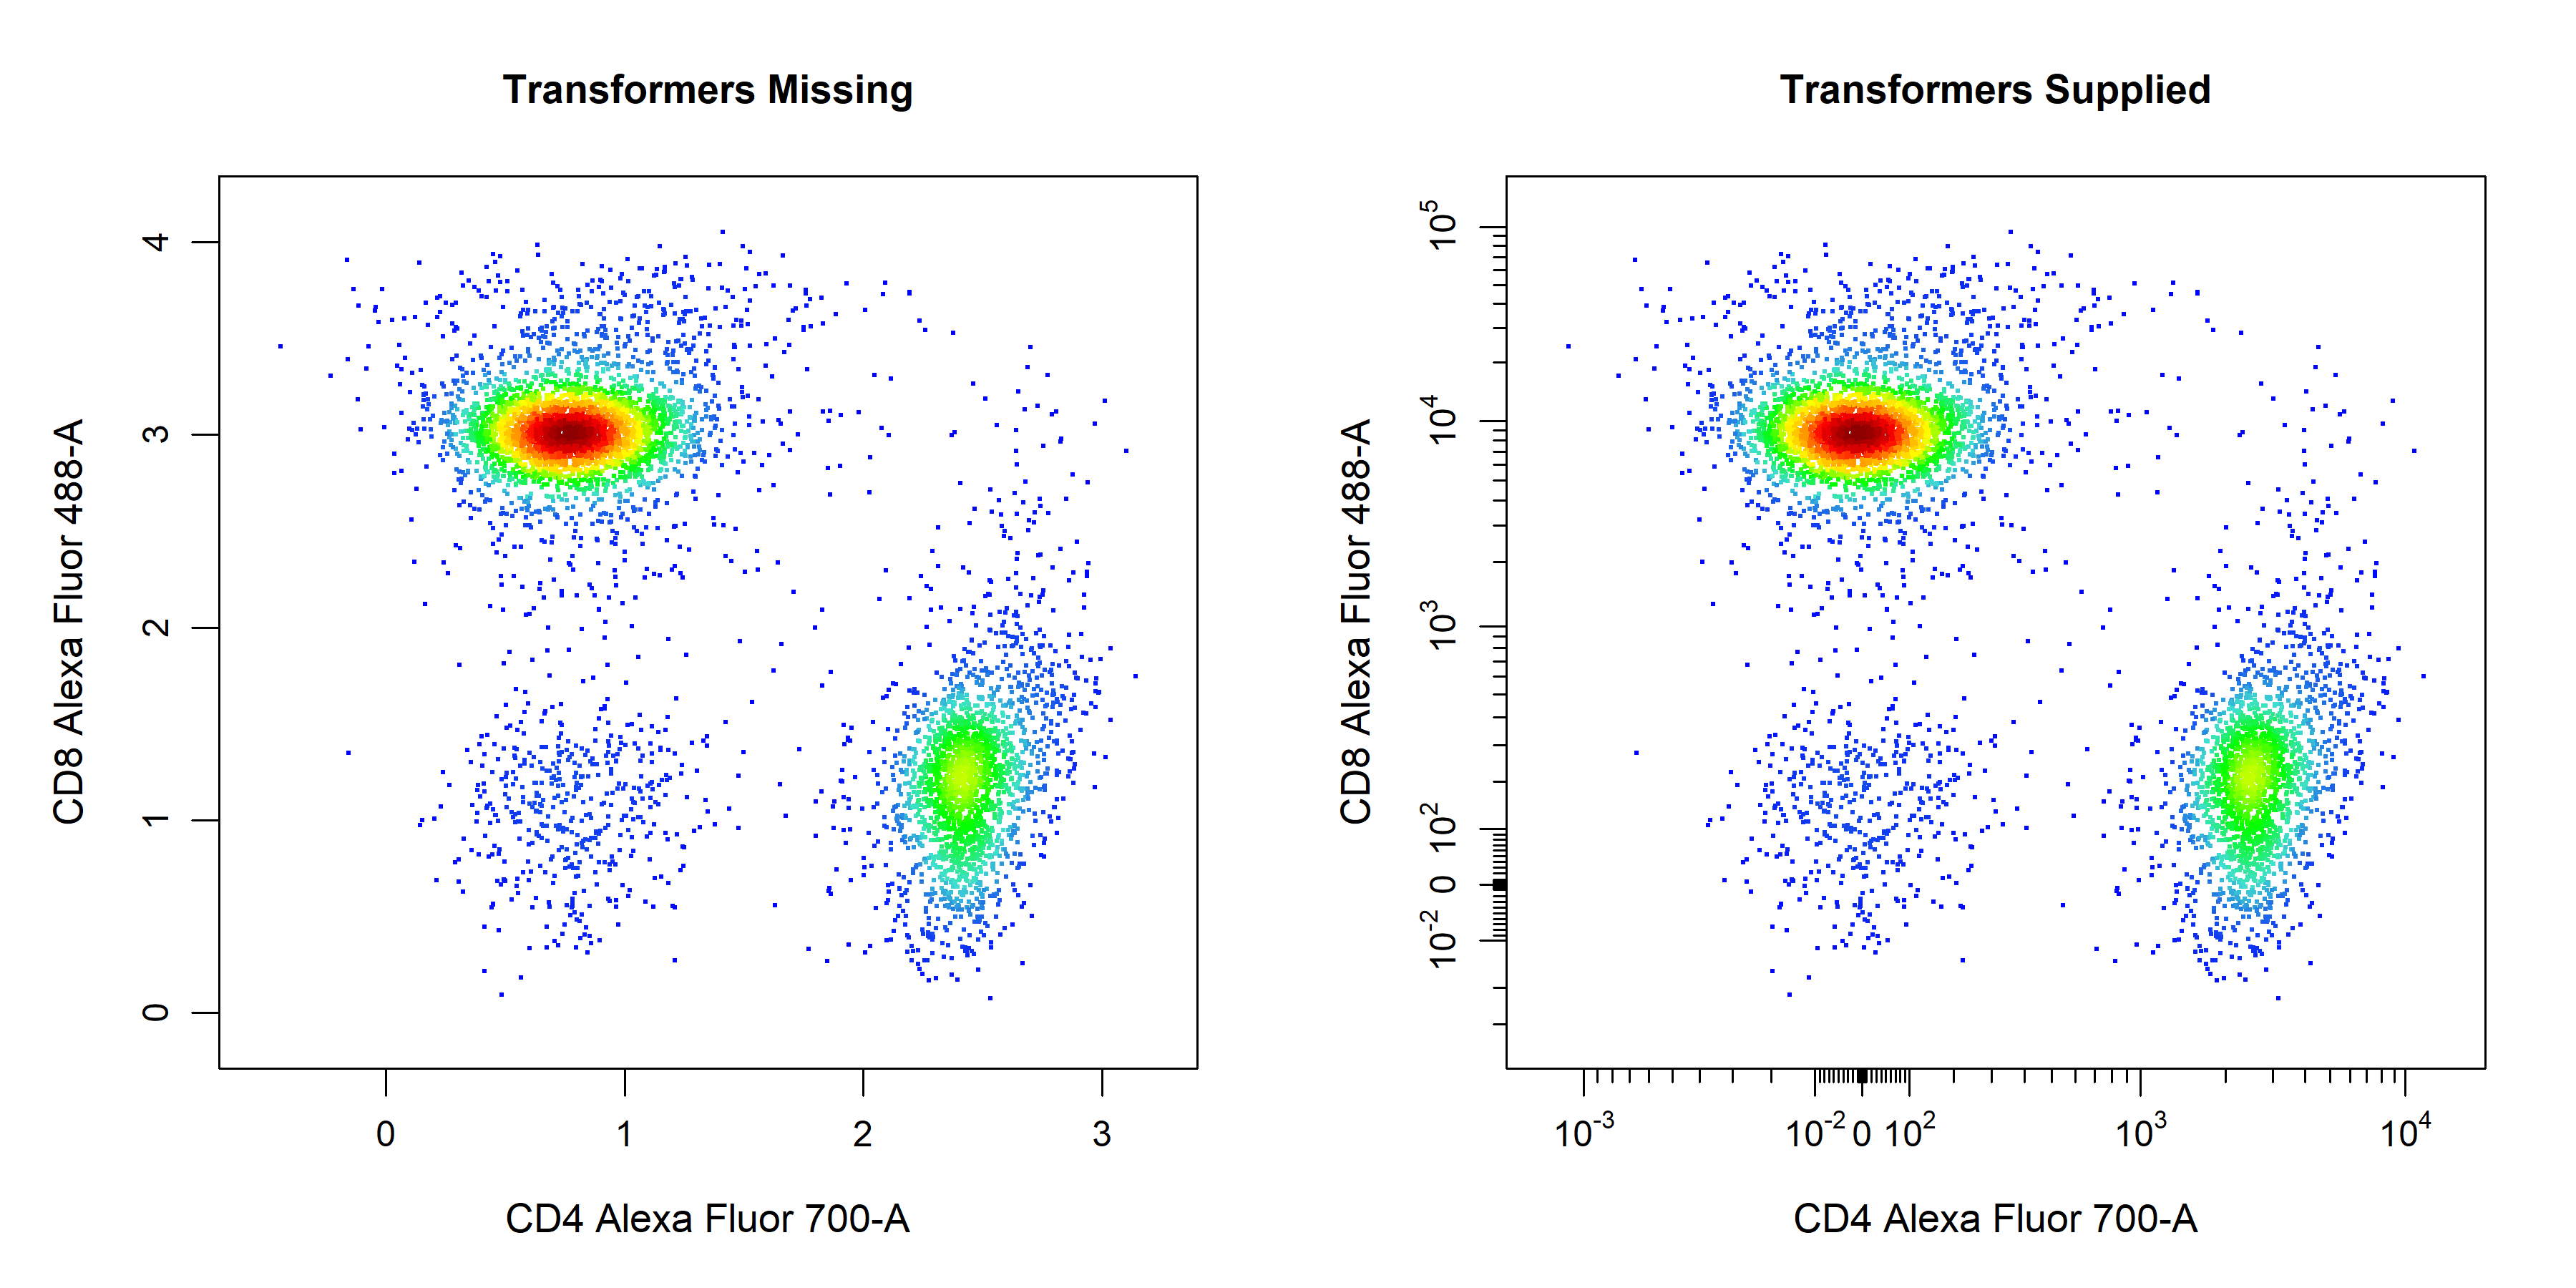 Transformers Missing
4
3
2
1
0
CD8 Alexa Fluor 488-A
0 1 2 3
CD4 Alexa Fluor 700-A
Transformers Supplied
10^5
10^4
10^3
10^2
0
10^-2
CD8 Alexa Fluor 488-A
10^-3 10^-2 0 10^2 10^3 10^4
CD4 Alexa Fluor 700-A